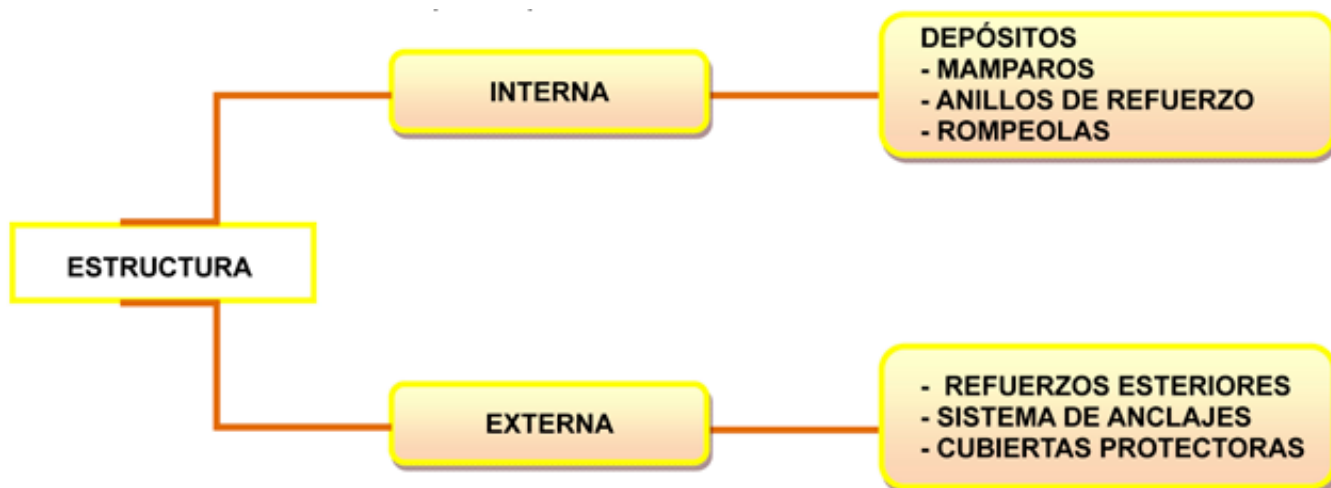 INTERNA
DEPÓSITOS
- MAMPAROS
- ANILLOS DE REFUERZO
- ROMPEOLAS
ESTRUCTURA
EXTERNA
- REFUERZOS ESTERIORES
- SISTEMA DE ANCLAJES
- CUBIERTAS PROTECTORAS